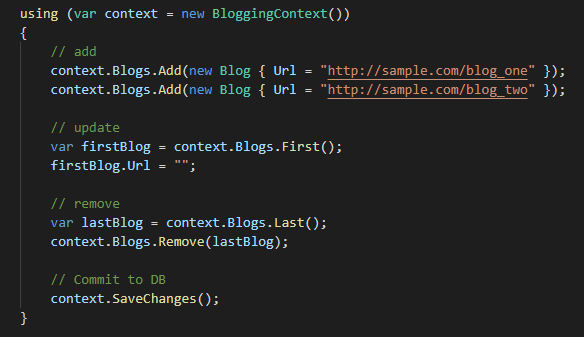 using (var context = new BloggingContext())
{
    // add
    context.Blogs.Add(new Blog { Url = "http://sample.com/blog_one" });
    context.Blogs.Add(new Blog { Url = "http://sample.com/blog_two" });

    // update
    var firstBlog = context.Blogs.First();
    firstBlog.Url = "";

    // remove
    var lastBlog = context.Blogs.Last();
    context.Blogs.Remove(lastBlog);

    // Commit to DB
    context.SaveChanges();
}